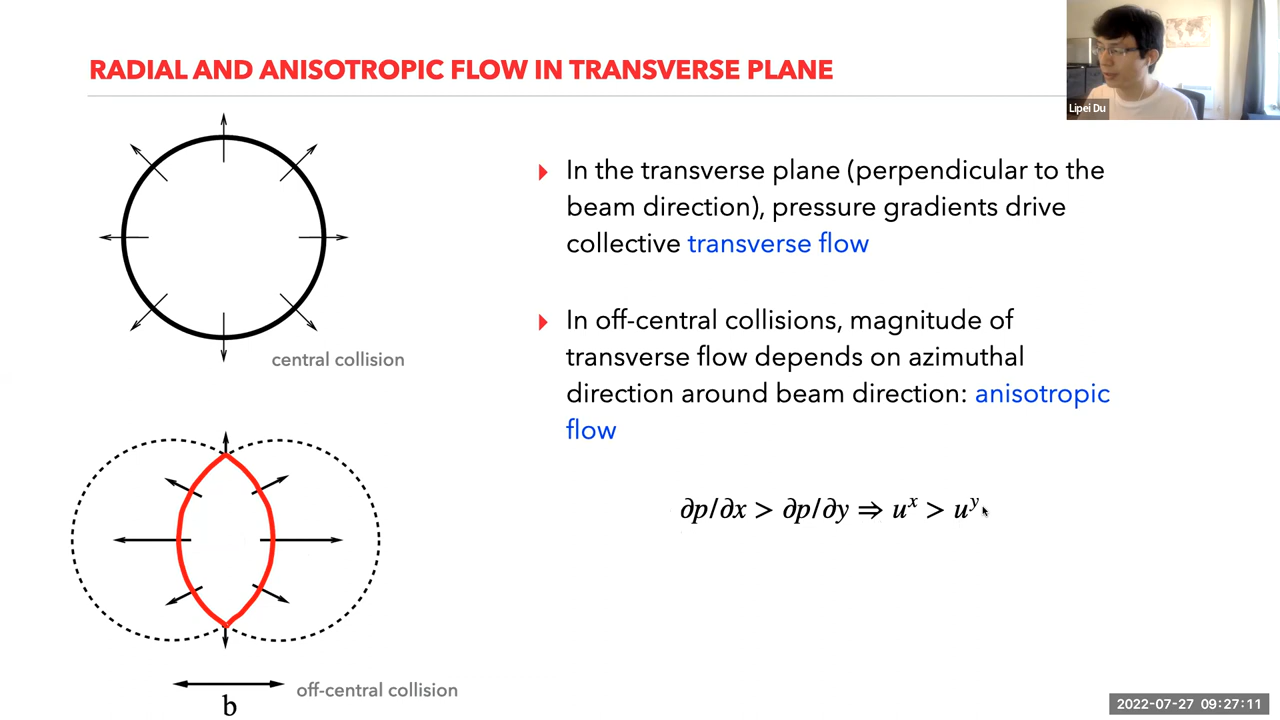 RADIAL AND ANISOTROPIC FLOW IN TRANSVERSE PLANE
Lipei Du
central collision
In the transverse plane (perpendicular to the
beam direction), pressure gradients drive
collective transverse flow
In off-central collisions, magnitude of
transverse flow depends on azimuthal
direction around beam direction: anisotropic
flow
∂p/∂x > ∂p/∂y ⇒ uˣ > uʸ
off-central collision
b
2022-07-27 09:27:11